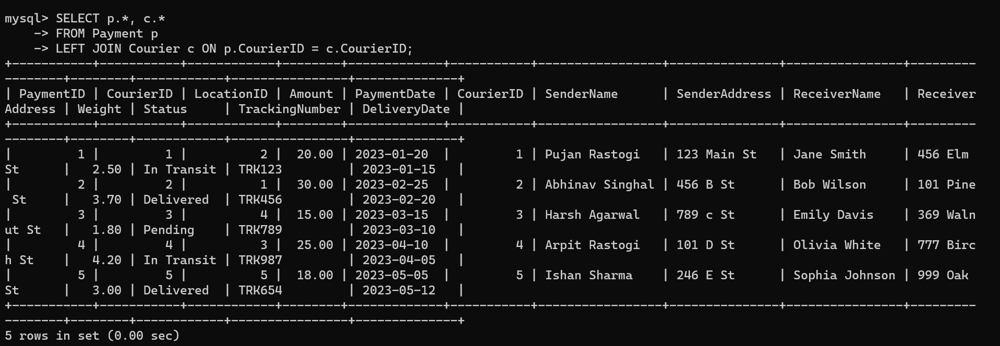 mysql> SELECT p.*, c.*
    -> FROM Payment p
    -> LEFT JOIN Courier c ON p.CourierID = c.CourierID;
+-----------+-----------+------------+--------+-------------+-----------+-----------------+---------------+----------------+---------
--------+--------+------------+----------------+--------------+
| PaymentID | CourierID | LocationID | Amount | PaymentDate | CourierID | SenderName      | SenderAddress | ReceiverName   | Receiver
Address | Weight | Status     | TrackingNumber | DeliveryDate |
+-----------+-----------+------------+--------+-------------+-----------+-----------------+---------------+----------------+---------
--------+--------+------------+----------------+--------------+
|         1 |         1 |          2 |  20.00 | 2023-01-20  |         1 | Pujan Rastogi   | 123 Main St   | Jane Smith     | 456 Elm
St      |   2.50 | In Transit | TRK123         | 2023-01-15   |
|         2 |         2 |          1 |  30.00 | 2023-02-25  |         2 | Abhinav Singhal | 456 B St      | Bob Wilson     | 101 Pine
 St     |   3.70 | Delivered  | TRK456         | 2023-02-20   |
|         3 |         3 |          4 |  15.00 | 2023-03-15  |         3 | Harsh Agarwal   | 789 c St      | Emily Davis    | 369 Waln
ut St   |   1.80 | Pending    | TRK789         | 2023-03-10   |
|         4 |         4 |          3 |  25.00 | 2023-04-10  |         4 | Arpit Rastogi   | 101 D St      | Olivia White   | 777 Birc
h St    |   4.20 | In Transit | TRK987         | 2023-04-05   |
|         5 |         5 |          5 |  18.00 | 2023-05-05  |         5 | Ishan Sharma    | 246 E St      | Sophia Johnson | 999 Oak
St      |   3.00 | Delivered  | TRK654         | 2023-05-12   |
+-----------+-----------+------------+--------+-------------+-----------+-----------------+---------------+----------------+---------
--------+--------+------------+----------------+--------------+
5 rows in set (0.00 sec)